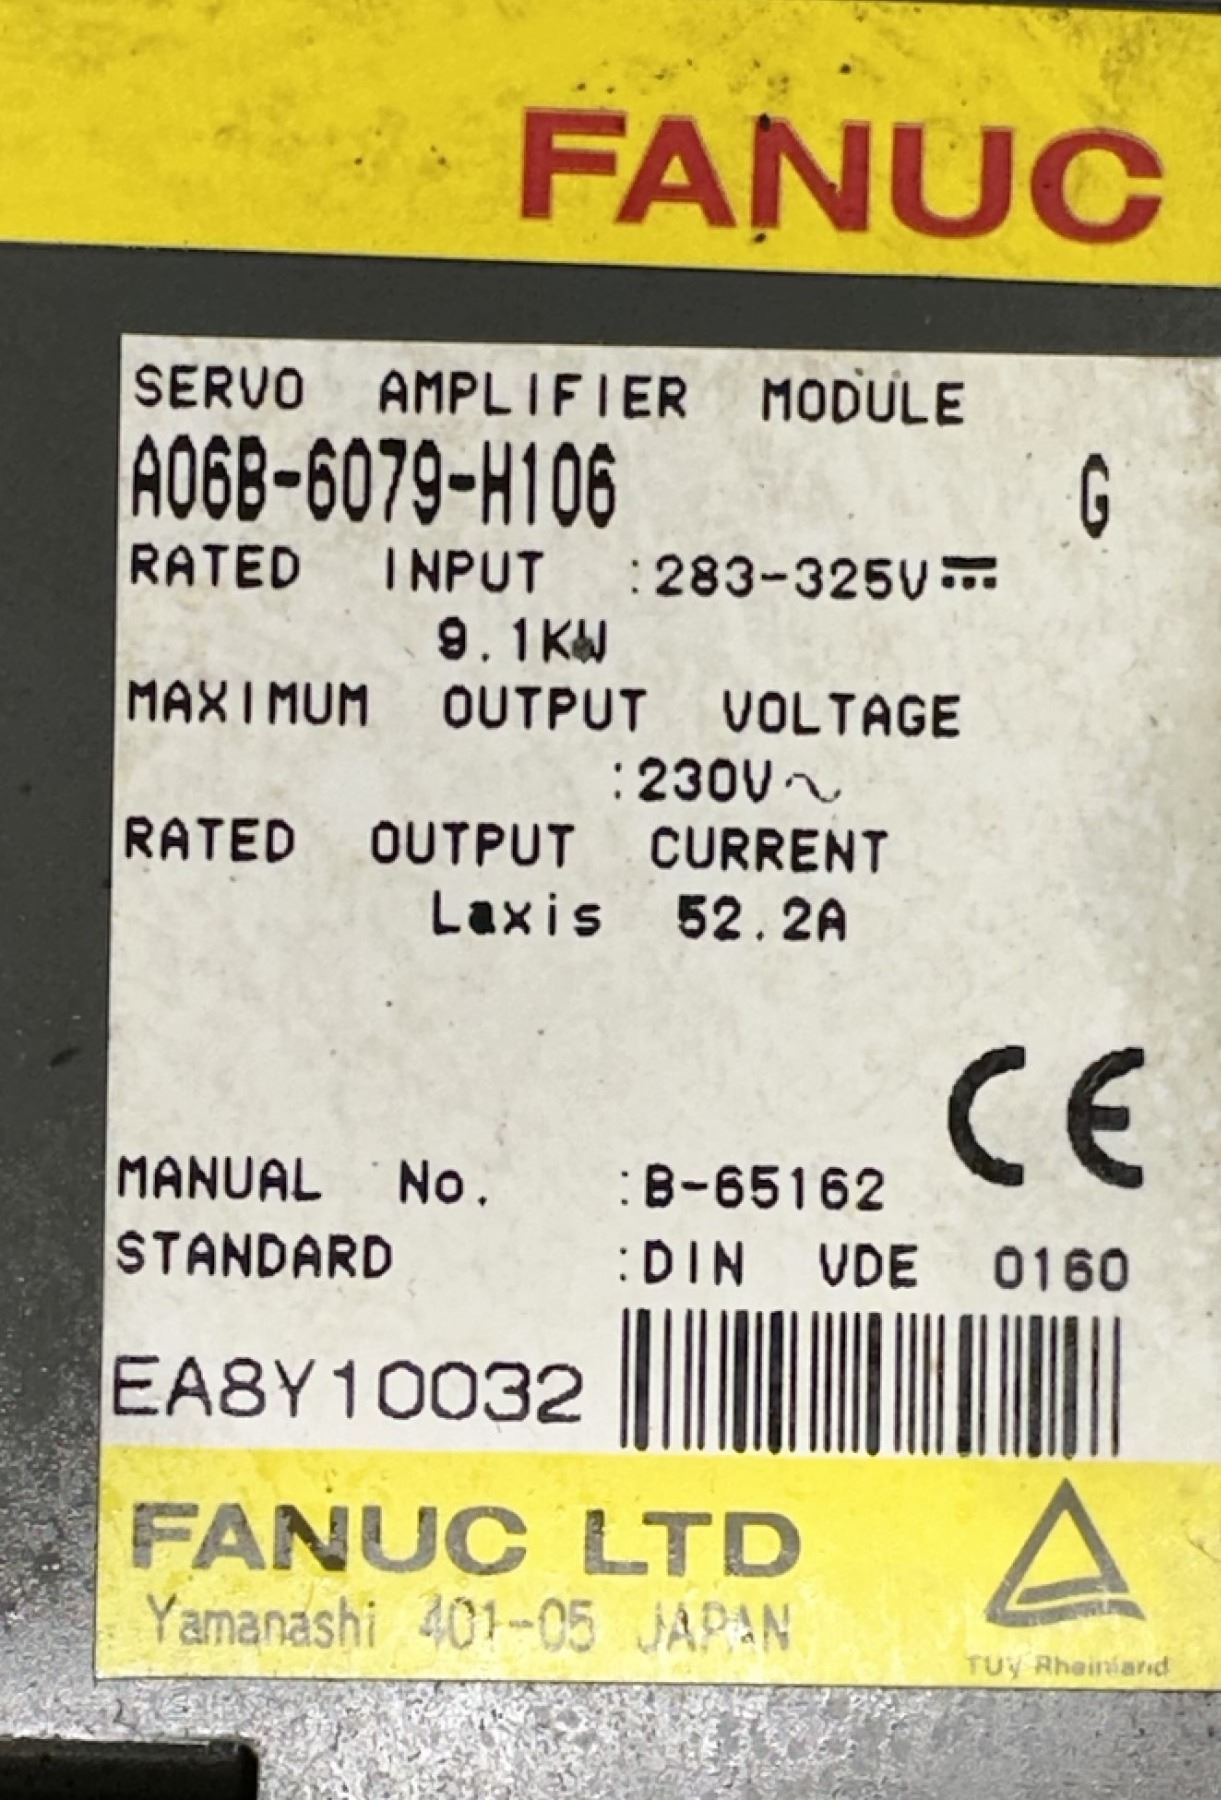 FANUC
SERVO AMPLIFIER MODULE
A06B-6079-H106 G
RATED INPUT :283-325V⎓
9.1KW
MAXIMUM OUTPUT VOLTAGE
:230V～
RATED OUTPUT CURRENT
Laxis 52.2A
CE
MANUAL No. :B-65162
STANDARD :DIN VDE 0160
EA8Y10032
FANUC LTD
Yamanashi 401-05 JAPAN
TUV Rheinland